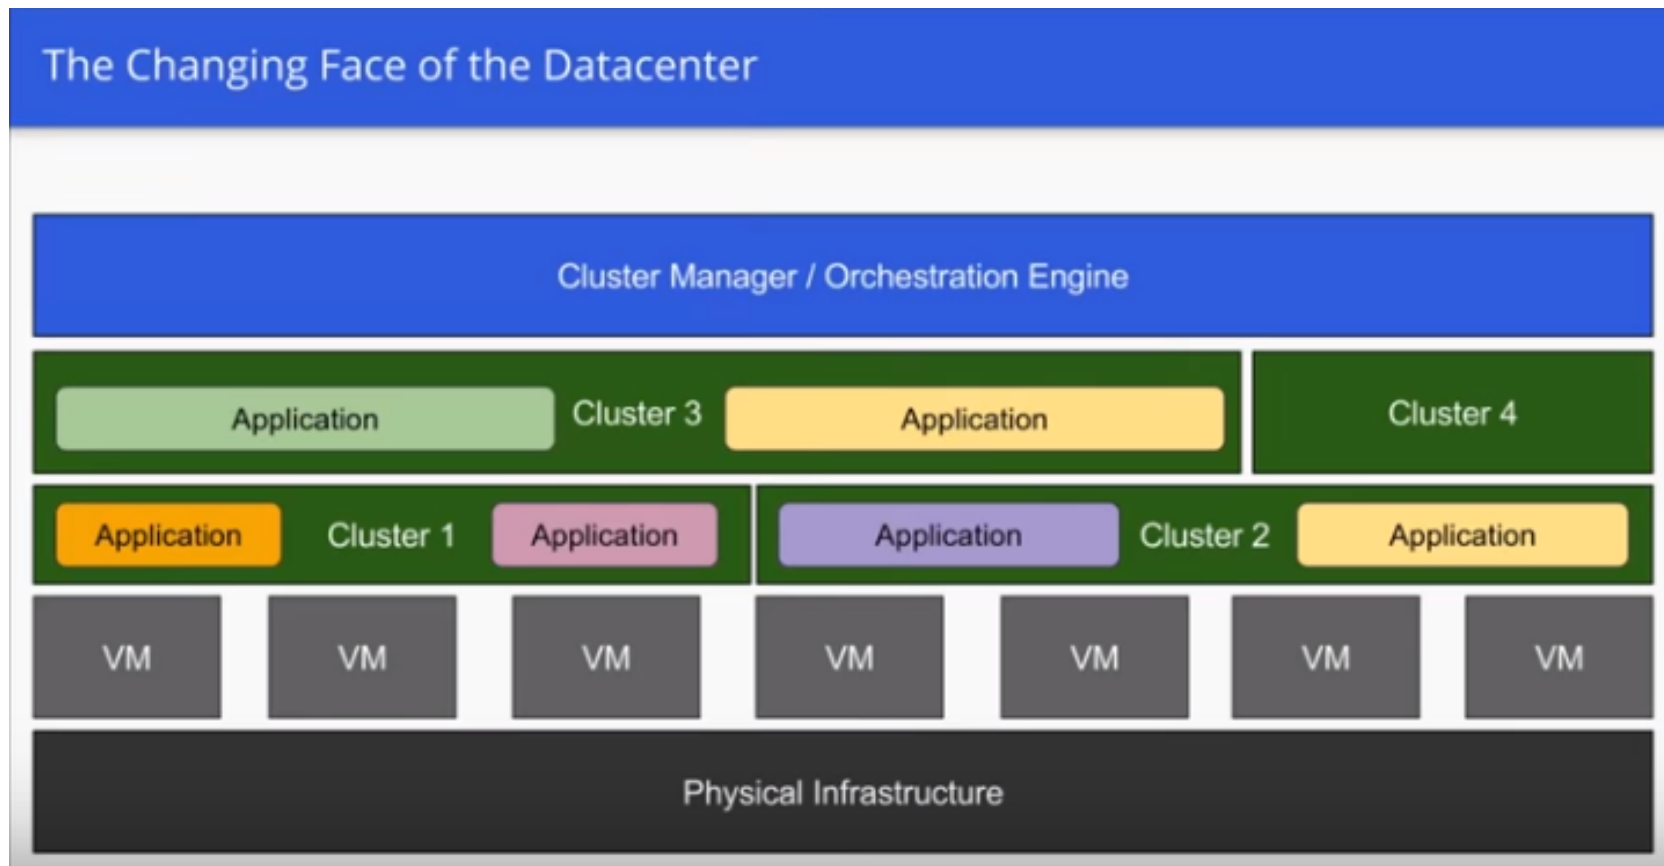 The Changing Face of the Datacenter
Cluster Manager / Orchestration Engine
Application
Cluster 3
Application
Cluster 4
Application
Cluster 1
Application
Application
Cluster 2
Application
VM
VM
VM
VM
VM
VM
VM
Physical Infrastructure